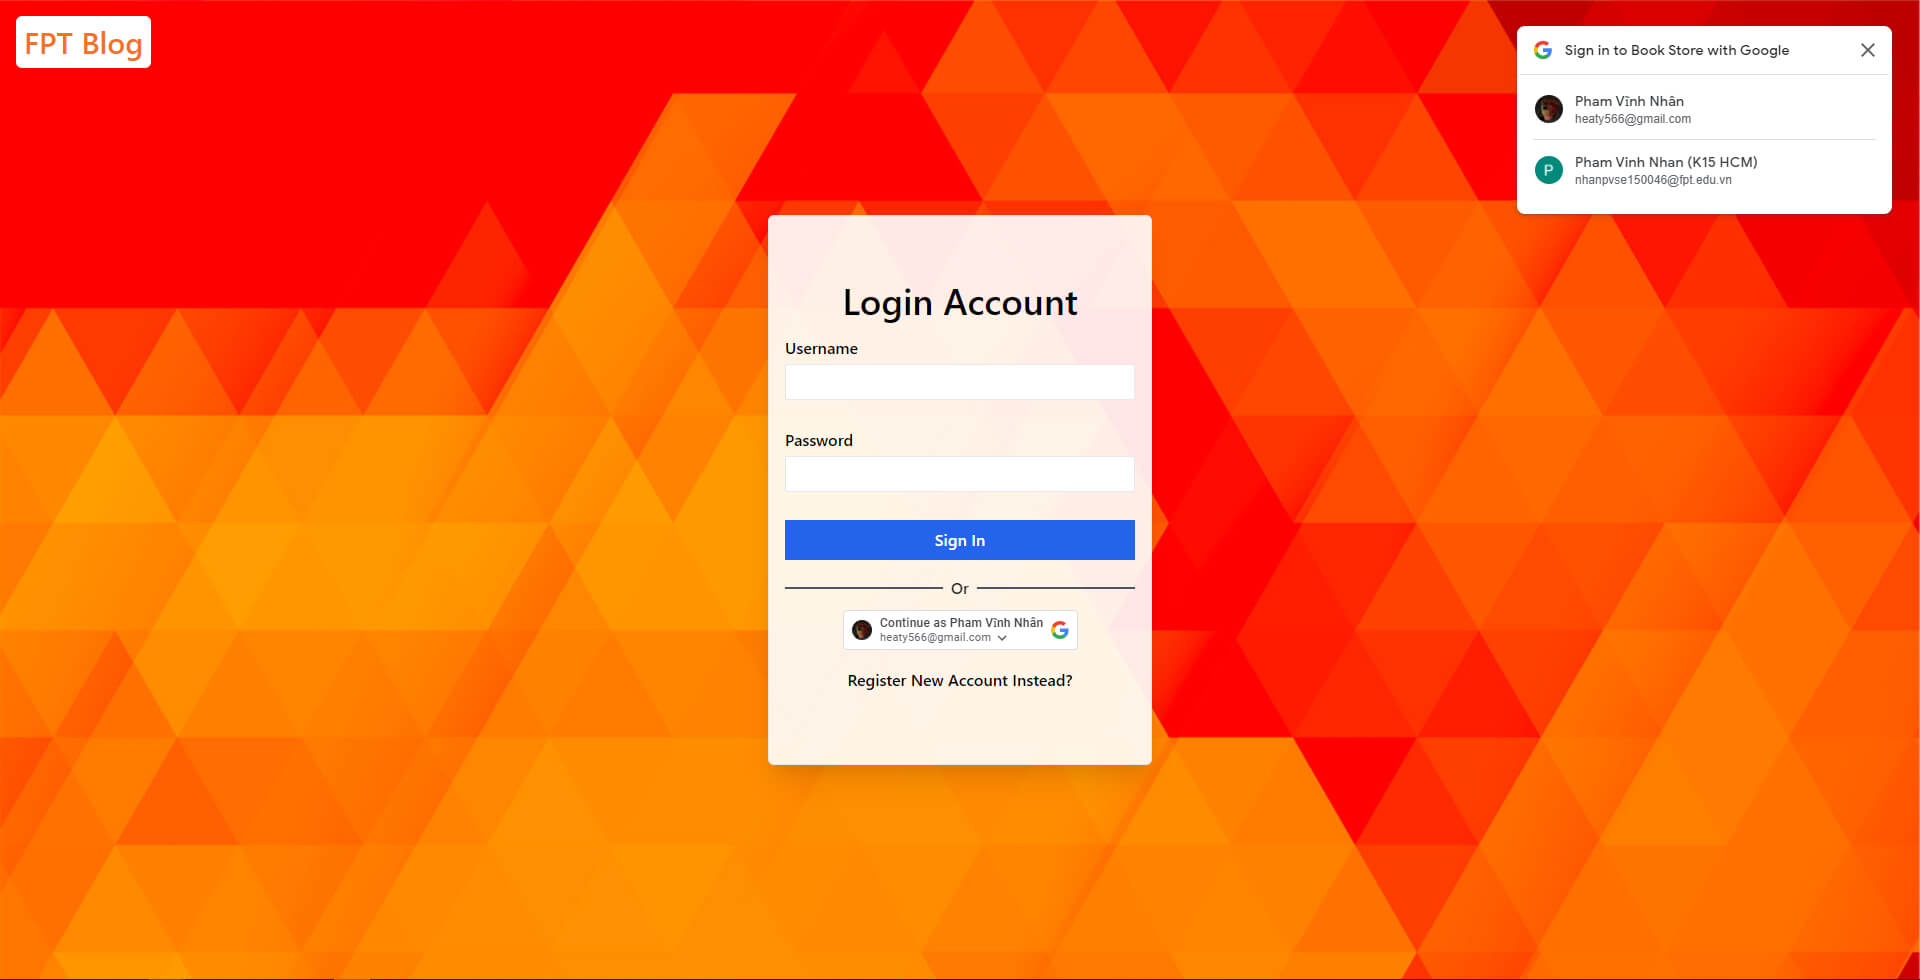 FPT Blog
Sign in to Book Store with Google
Pham Vĩnh Nhân
heaty566@gmail.com
P
Pham Vinh Nhan (K15 HCM)
nhanpvse150046@fpt.edu.vn
Login Account
Username
Password
Sign In
Or
Continue as Pham Vĩnh Nhân
heaty566@gmail.com
Register New Account Instead?